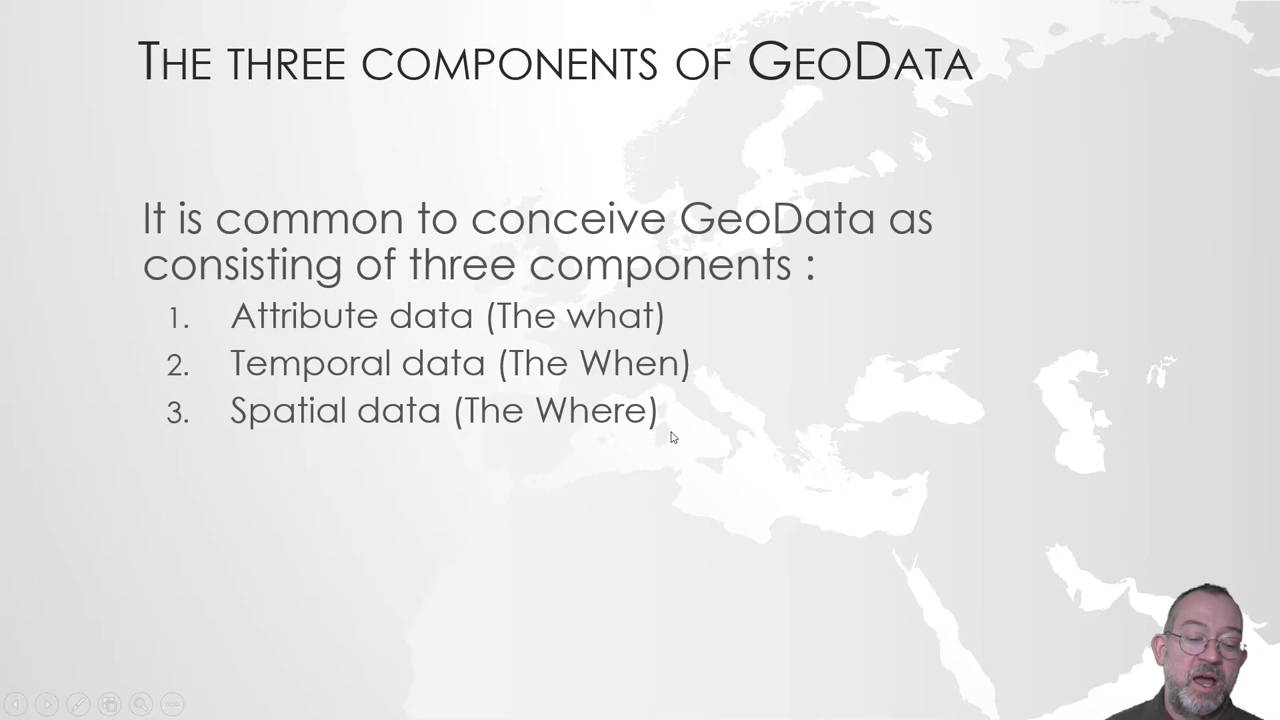 The three components of GeoData
It is common to conceive GeoData as
consisting of three components :
1. Attribute data (The what)
2. Temporal data (The When)
3. Spatial data (The Where)